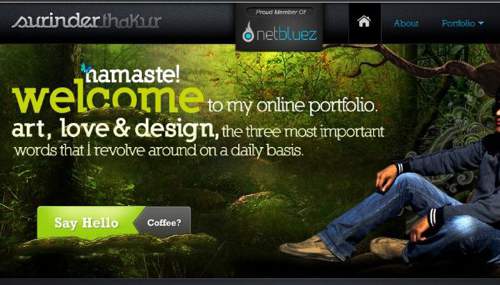 surinderthakur
Proud Member Of
netbluez
About
Portfolio
namaste!
welcome to my online portfolio.
art, love & design, the three most important
words that I revolve around on a daily basis.
Say Hello
Coffee?